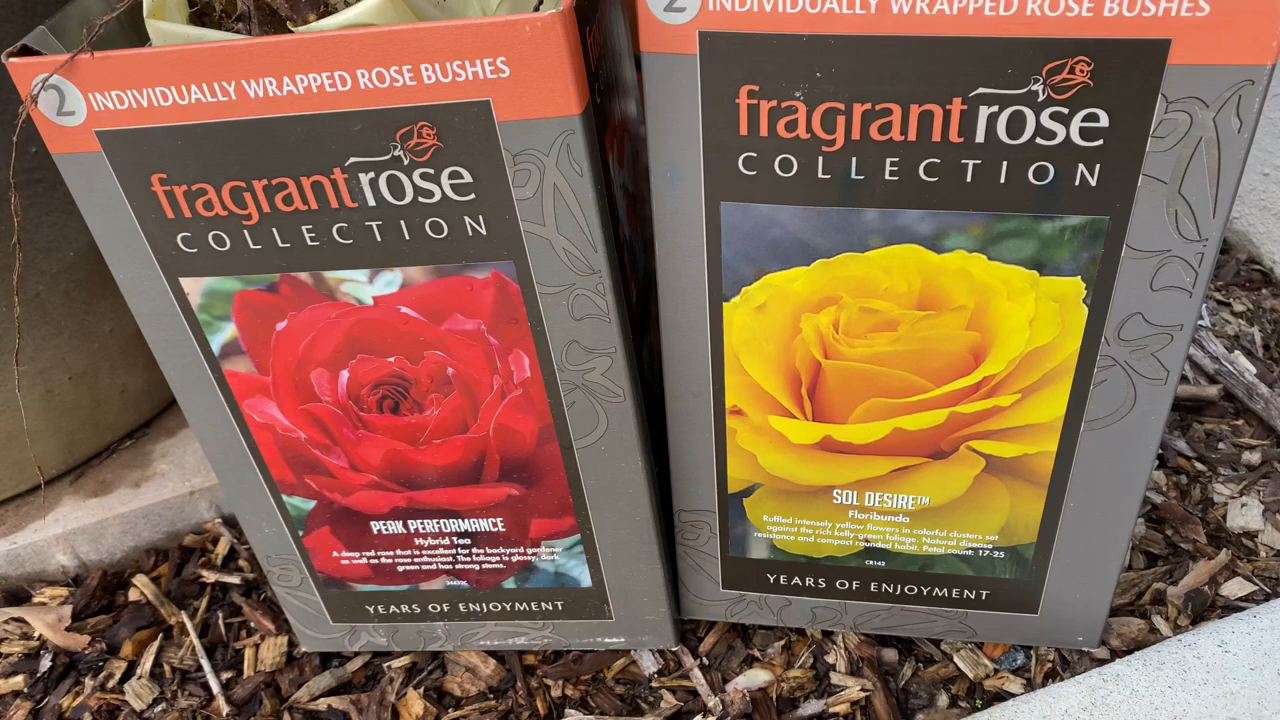 2 INDIVIDUALLY WRAPPED ROSE BUSHES
fragrantrose
COLLECTION
PEAK PERFORMANCE
Hybrid Tea
A deep red rose that is excellent for the backyard gardener
as well as the rose enthusiast. The foliage is glossy, dark
green and has strong stems.
YEARS OF ENJOYMENT
2 INDIVIDUALLY WRAPPED ROSE BUSHES
fragrantrose
COLLECTION
SOL DESIRE™
Floribunda
Ruffled intensely yellow flowers in colorful clusters set
against the rich kelly-green foliage. Natural disease
resistance and compact rounded habit. Petal count: 17-25
CR142
YEARS OF ENJOYMENT